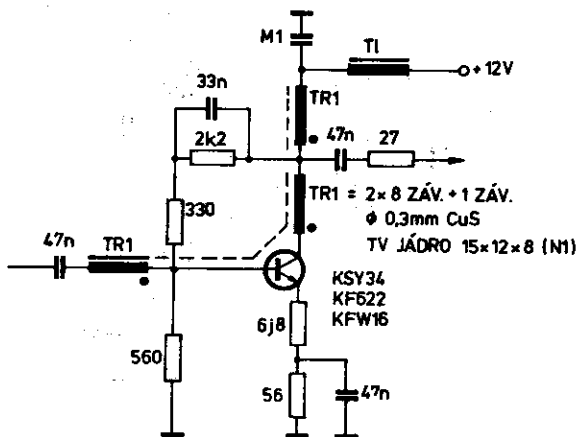 M1
Tl
+12V
33n
TR1
2k2
47n
27
TR1 = 2×8 ZÁV. + 1 ZÁV.
ϕ 0,3mm CuS
TV JÁDRO 15×12×8 (N1)
330
47n
TR1
KSY34
KF622
KFW16
6j8
560
56
47n